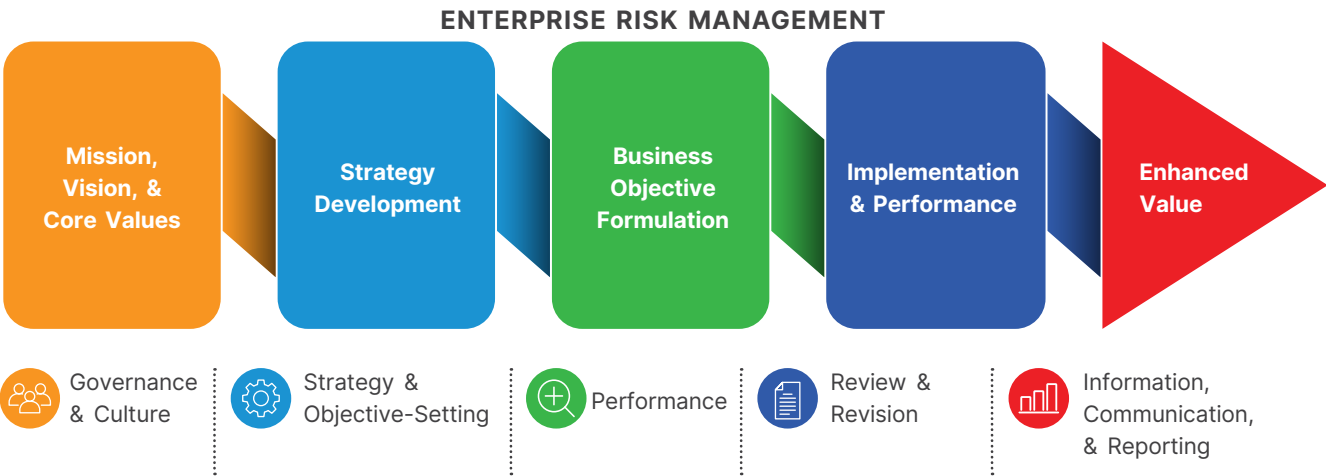 ENTERPRISE RISK MANAGEMENT
Mission,
Vision, &
Core Values
Strategy
Development
Business
Objective
Formulation
Implementation
& Performance
Enhanced
Value
Governance
& Culture
Strategy &
Objective-Setting
Performance
Review &
Revision
Information,
Communication,
& Reporting